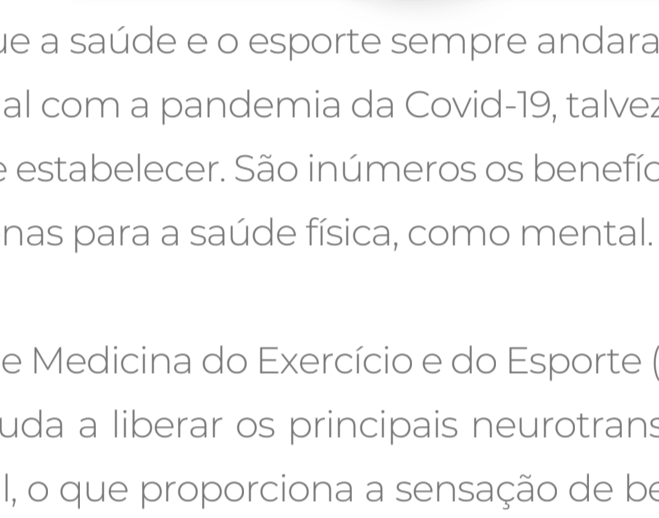 ue a saúde e o esporte sempre andara
al com a pandemia da Covid-19, talvez
e estabelecer. São inúmeros os benefíc
nas para a saúde física, como mental.
e Medicina do Exercício e do Esporte (
uda a liberar os principais neurotrans
l, o que proporciona a sensação de be